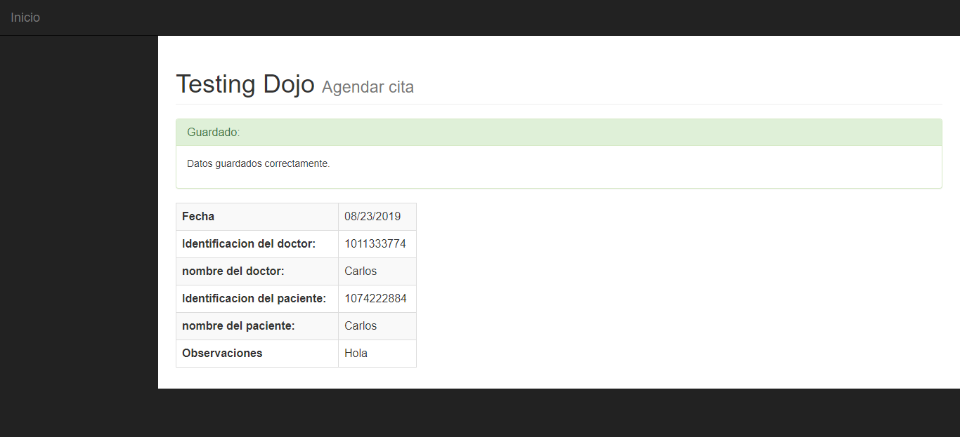 Inicio
Testing Dojo Agendar cita
Guardado:
Datos guardados correctamente.
Fecha 08/23/2019
Identificacion del doctor: 1011333774
nombre del doctor: Carlos
Identificacion del paciente: 1074222884
nombre del paciente: Carlos
Observaciones Hola